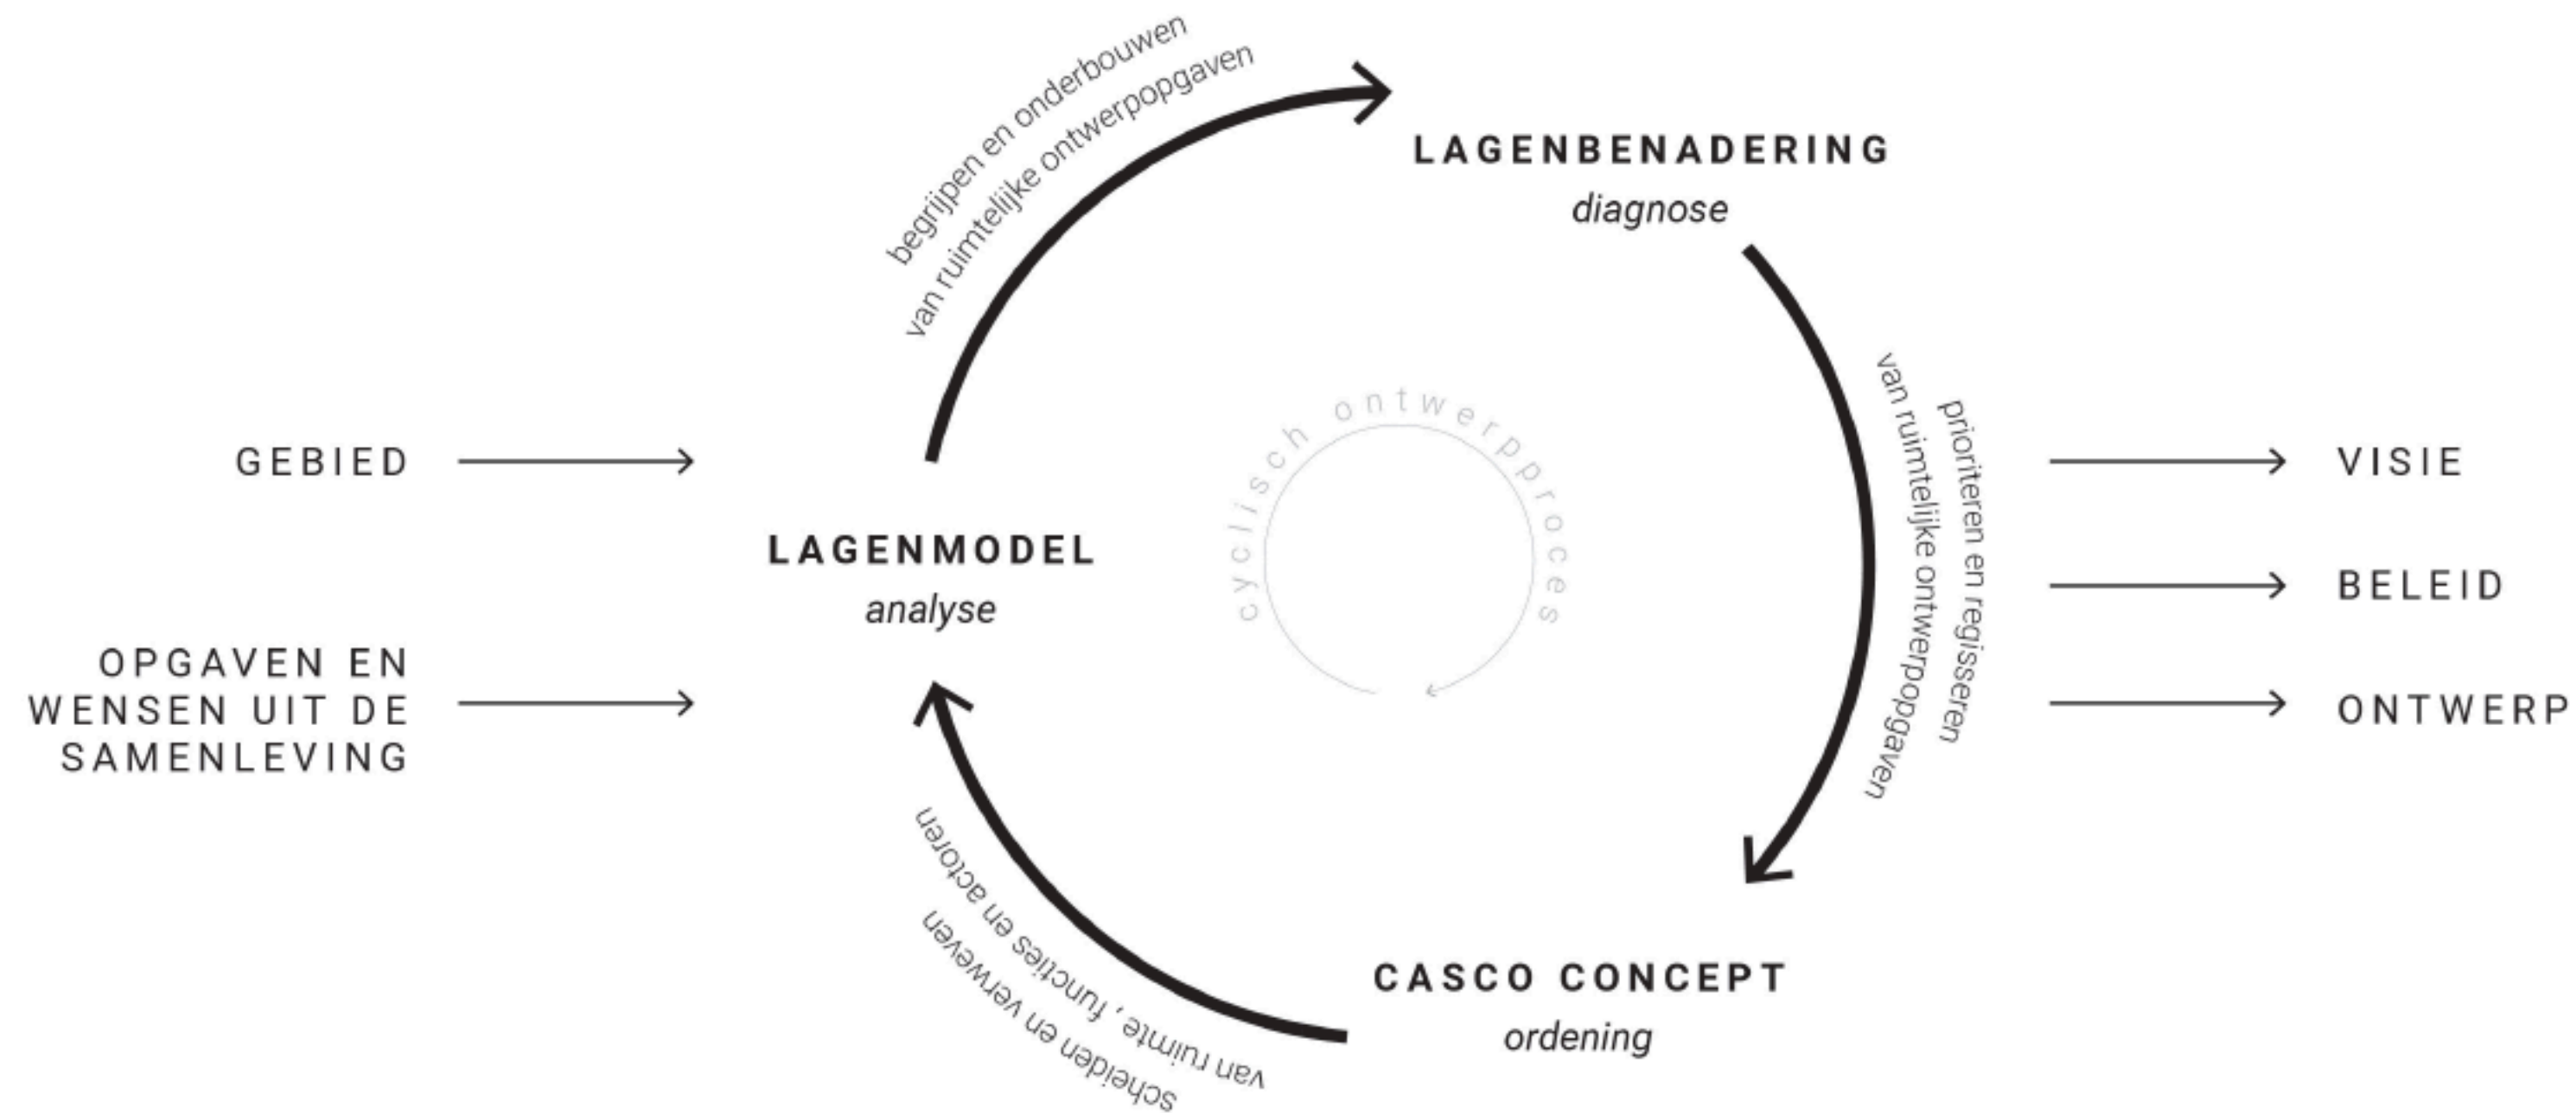 begrijpen en onderbouwen
van ruimtelijke ontwerpopgaven
LAGENBENADERING
diagnose
GEBIED
OPGAVEN EN
WENSEN UIT DE
SAMENLEVING
LAGENMODEL
analyse
cyclisch ontwerpproces
prioriteren en regisseren
van ruimtelijke ontwerpopgaven
VISIE
BELEID
ONTWERP
CASCO CONCEPT
ordening
scheiden en verweven
van ruimte, functies en actoren